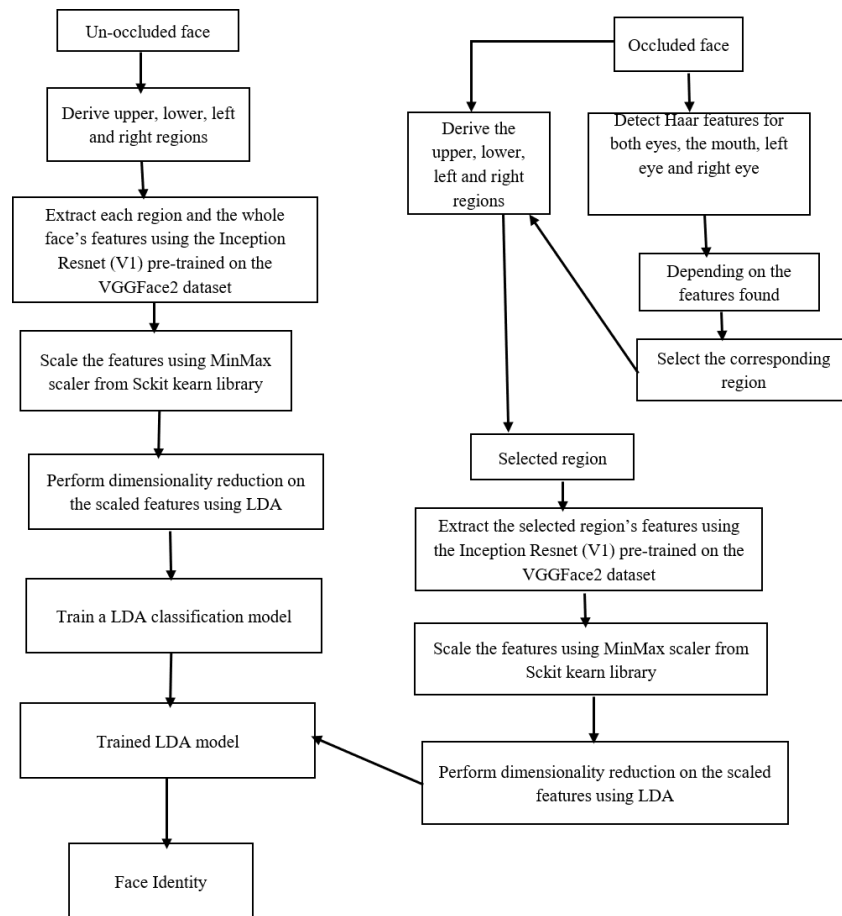 Un-occluded face
Derive upper, lower, left
and right regions
Extract each region and the whole
face's features using the Inception
Resnet (V1) pre-trained on the
VGGFace2 dataset
Scale the features using MinMax
scaler from Sckit kearn library
Perform dimensionality reduction on
the scaled features using LDA
Train a LDA classification model
Trained LDA model
Face Identity
Occluded face
Derive the
upper, lower,
left and right
regions
Detect Haar features for
both eyes, the mouth, left
eye and right eye
Depending on the
features found
Select the corresponding
region
Selected region
Extract the selected region's features using
the Inception Resnet (V1) pre-trained on the
VGGFace2 dataset
Scale the features using MinMax scaler from
Sckit kearn library
Perform dimensionality reduction on the scaled
features using LDA